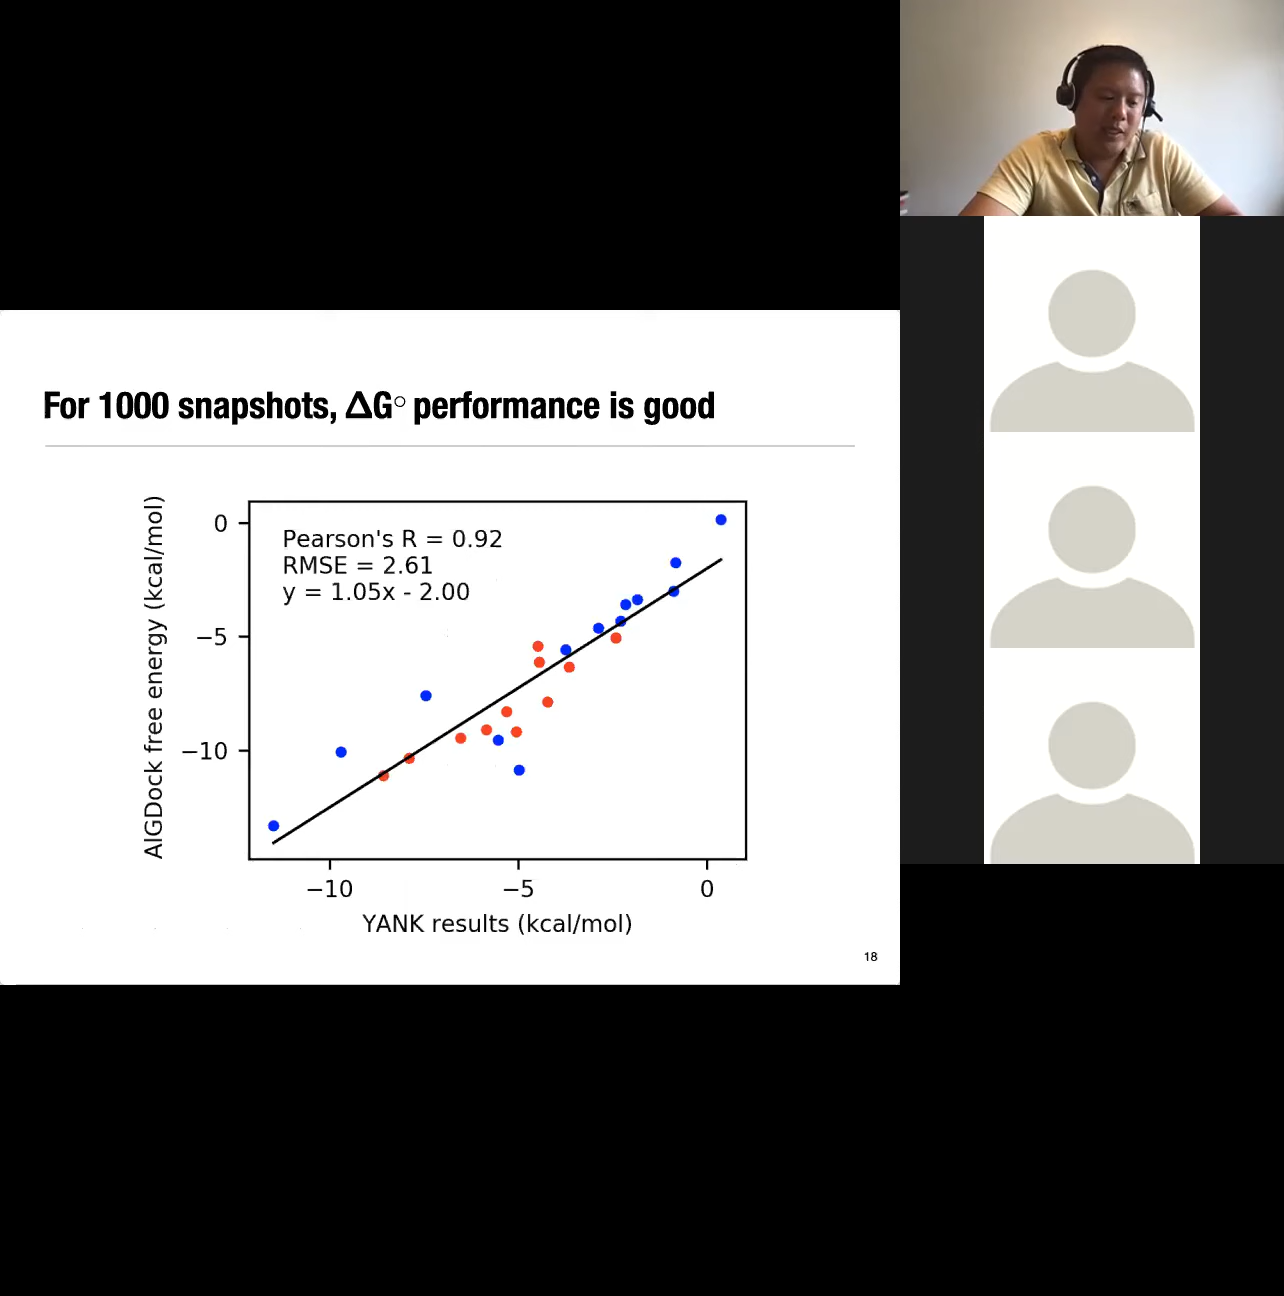 For 1000 snapshots, ΔG○ performance is good
Pearson's R = 0.92
RMSE = 2.61
y = 1.05x - 2.00
0
−5
−10
AlGDock free energy (kcal/mol)
−10
−5
0
YANK results (kcal/mol)
18